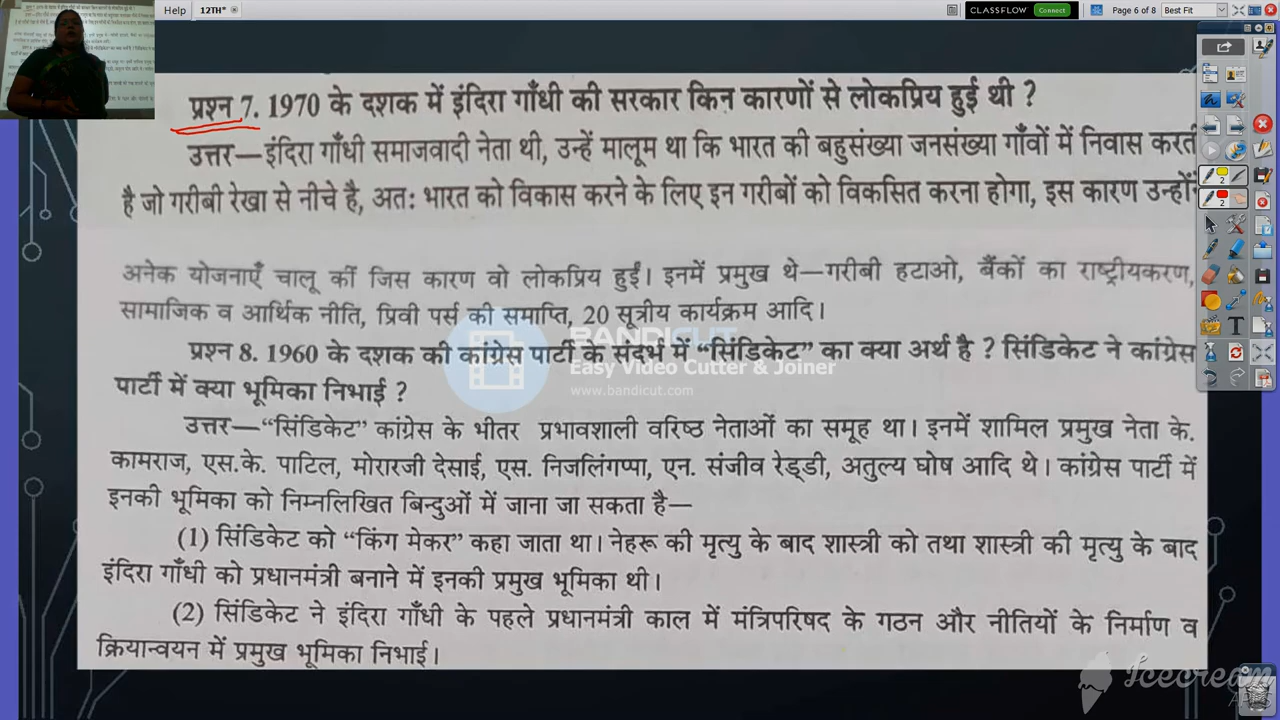 Help
12TH*
CLASSFLOW
Connect
Page 6 of 8
Best Fit
प्रश्न 7. 1970 के दशक में इंदिरा गाँधी की सरकार किन कारणों से लोकप्रिय हुई थी ?
उत्तर—इंदिरा गाँधी समाजवादी नेता थी, उन्हें मालूम था कि भारत की बहुसंख्या जनसंख्या गाँवों में निवास करती
है जो गरीबी रेखा से नीचे है, अतः भारत को विकास करने के लिए इन गरीबों को विकसित करना होगा, इस कारण उन्होंने
अनेक योजनाएँ चालू कीं जिस कारण वो लोकप्रिय हुईं। इनमें प्रमुख थे—गरीबी हटाओ, बैंकों का राष्ट्रीयकरण,
सामाजिक व आर्थिक नीति, प्रिवी पर्स की समाप्ति, 20 सूत्रीय कार्यक्रम आदि।
BANDICUT
प्रश्न 8. 1960 के दशक की कांग्रेस पार्टी के संदर्भ में “सिंडिकेट” का क्या अर्थ है ? सिंडिकेट ने कांग्रेस
Easy Video Cutter & Joiner
पार्टी में क्या भूमिका निभाई ?
www.bandicut.com
उत्तर—“सिंडिकेट” कांग्रेस के भीतर प्रभावशाली वरिष्ठ नेताओं का समूह था। इनमें शामिल प्रमुख नेता के.
कामराज, एस.के. पाटिल, मोरारजी देसाई, एस. निजलिंगप्पा, एन. संजीव रेड्डी, अतुल्य घोष आदि थे। कांग्रेस पार्टी में
इनकी भूमिका को निम्नलिखित बिन्दुओं में जाना जा सकता है—
(1) सिंडिकेट को “किंग मेकर” कहा जाता था। नेहरू की मृत्यु के बाद शास्त्री को तथा शास्त्री की मृत्यु के बाद
इंदिरा गाँधी को प्रधानमंत्री बनाने में इनकी प्रमुख भूमिका थी।
(2) सिंडिकेट ने इंदिरा गाँधी के पहले प्रधानमंत्री काल में मंत्रिपरिषद के गठन और नीतियों के निर्माण व
क्रियान्वयन में प्रमुख भूमिका निभाई।
Icecream
APPS